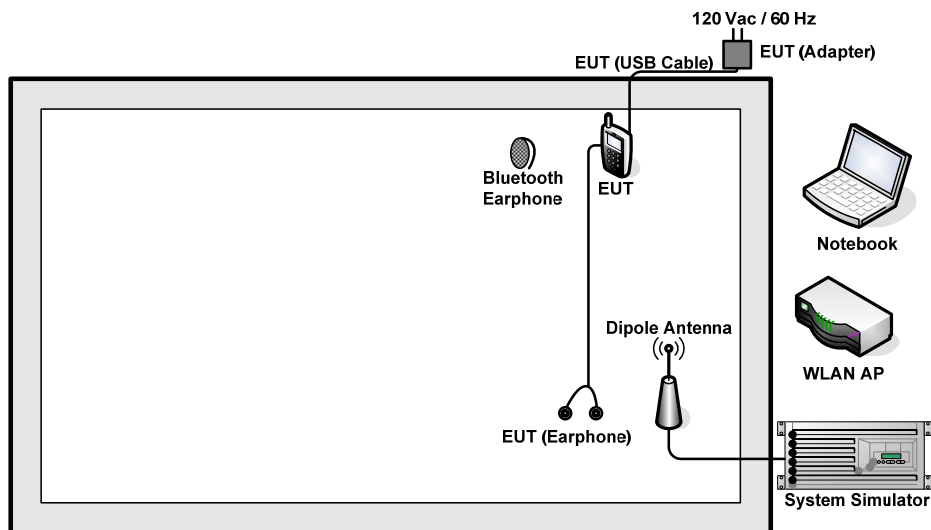 120 Vac / 60 Hz
EUT (Adapter)
EUT (USB Cable)
Bluetooth
Earphone
EUT
Notebook
Dipole Antenna
WLAN AP
EUT (Earphone)
System Simulator